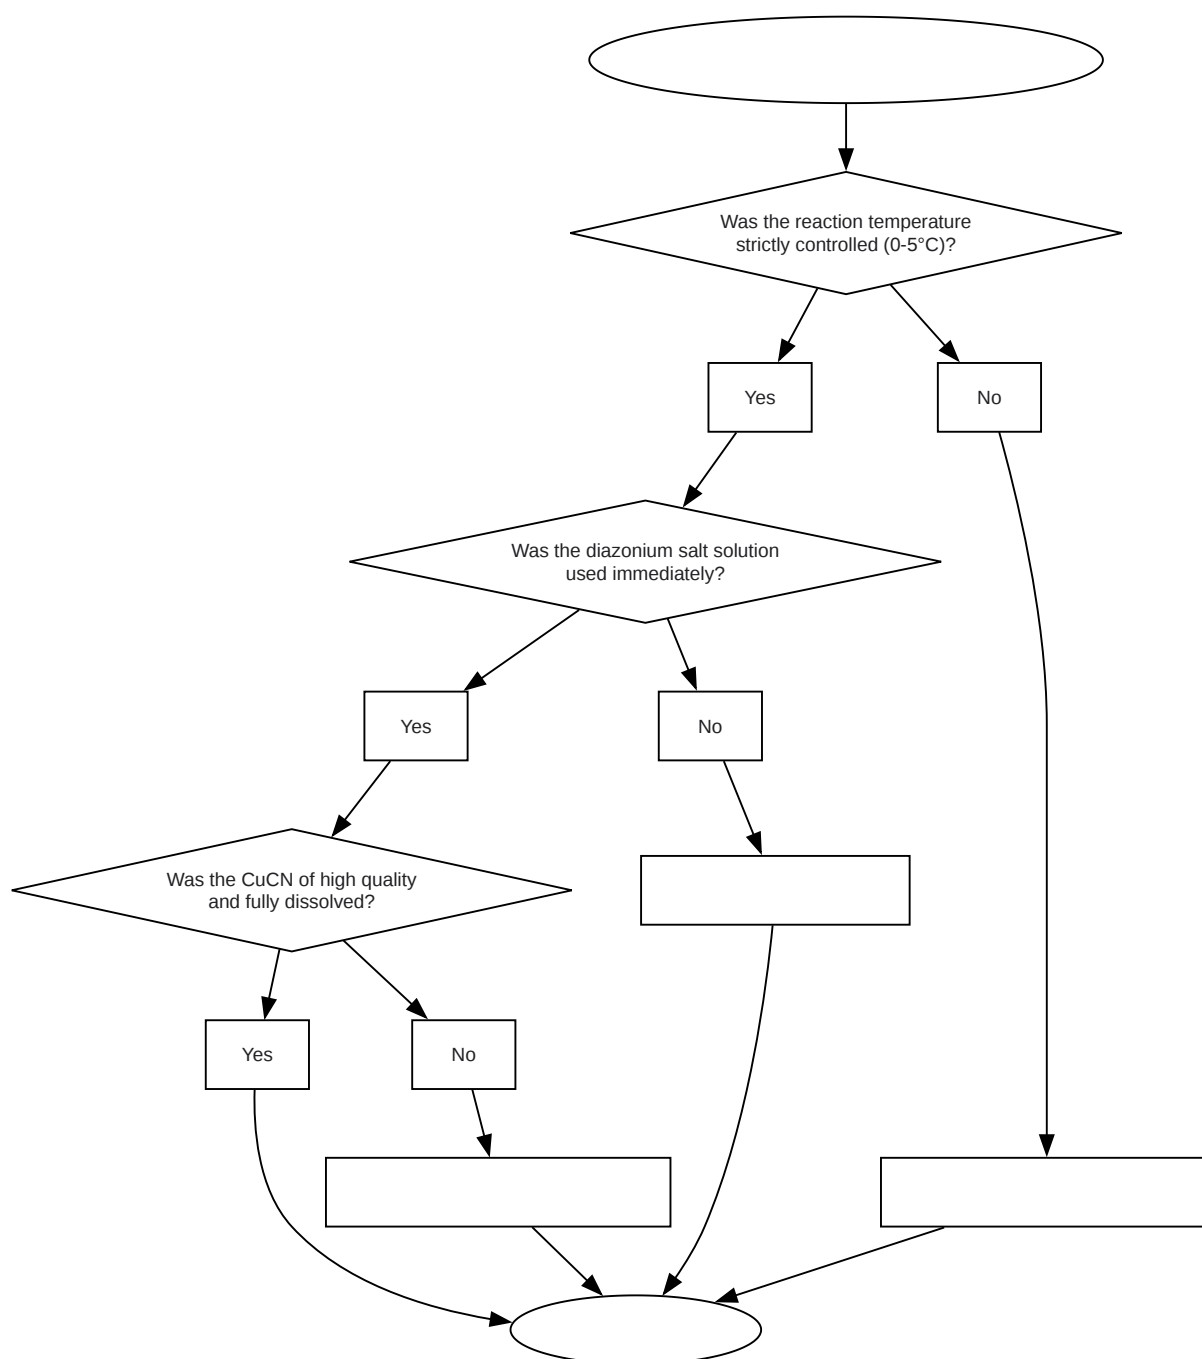 Was the reaction temperature
strictly controlled (0-5°C)?
Yes
No
Was the diazonium salt solution
used immediately?
Yes
No
Was the CuCN of high quality
and fully dissolved?
Yes
No